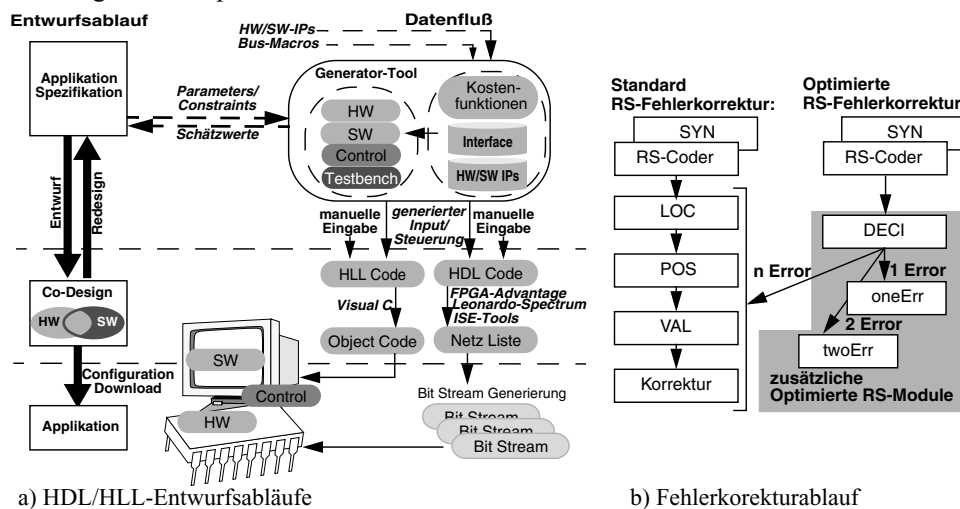 Entwurfsablauf
Datenfluß
HW/SW-IPs
Bus-Macros
Applikation
Spezifikation
Parameters/
Constraints
Schätzwerte
Generator-Tool
HW
SW
Control
Testbench
Kosten-
funktionen
Interface
HW/SW IPs
Entwurf
Redesign
manuelle
Eingabe
generierter
Input/
Steuerung
manuelle
Eingabe
HLL Code
HDL Code
Visual C
FPGA-Advantage
Leonardo-Spectrum
ISE-Tools
Object Code
Netz Liste
Co-Design
HW
SW
Configuration
Download
Applikation
SW
Control
HW
Bit Stream Generierung
Bit Stream
Bit Stream
Bit Stream
a) HDL/HLL-Entwurfsabläufe
Standard
RS-Fehlerkorrektur:
SYN
RS-Coder
LOC
POS
VAL
Korrektur
Optimierte
RS-Fehlerkorrektur
SYN
RS-Coder
DECI
n Error
1 Error
oneErr
2 Error
twoErr
zusätzliche
Optimierte RS-Module
b) Fehlerkorekturablauf